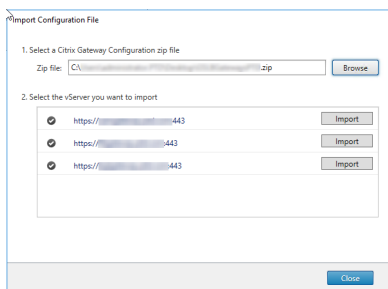 Import Configuration File
1. Select a Citrix Gateway Configuration zip file
Zip file: C:\ .zip Browse
2. Select the vServer you want to import
https:// 443 Import
https:// :443 Import
https:// 443 Import
Close